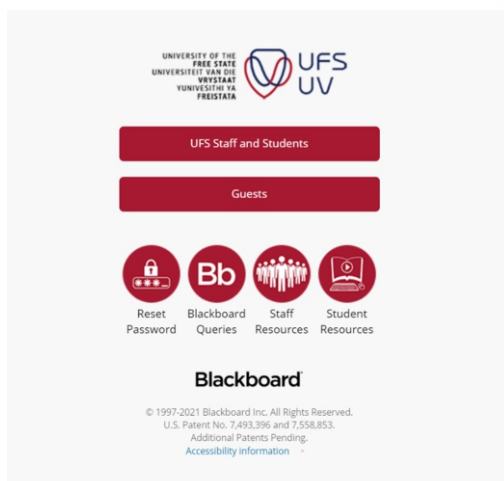 UNIVERSITY OF THE
FREE STATE
UNIVERSITEIT VAN DIE
VRYSTAAT
YUNIVESITHI YA
FREISTATA
UFS
UV
UFS Staff and Students
Guests
***_
Bb
Reset
Password
Blackboard
Queries
Staff
Resources
Student
Resources
Blackboard
© 1997-2021 Blackboard Inc. All Rights Reserved.
U.S. Patent No. 7,493,396 and 7,558,853.
Additional Patents Pending.
Accessibility information